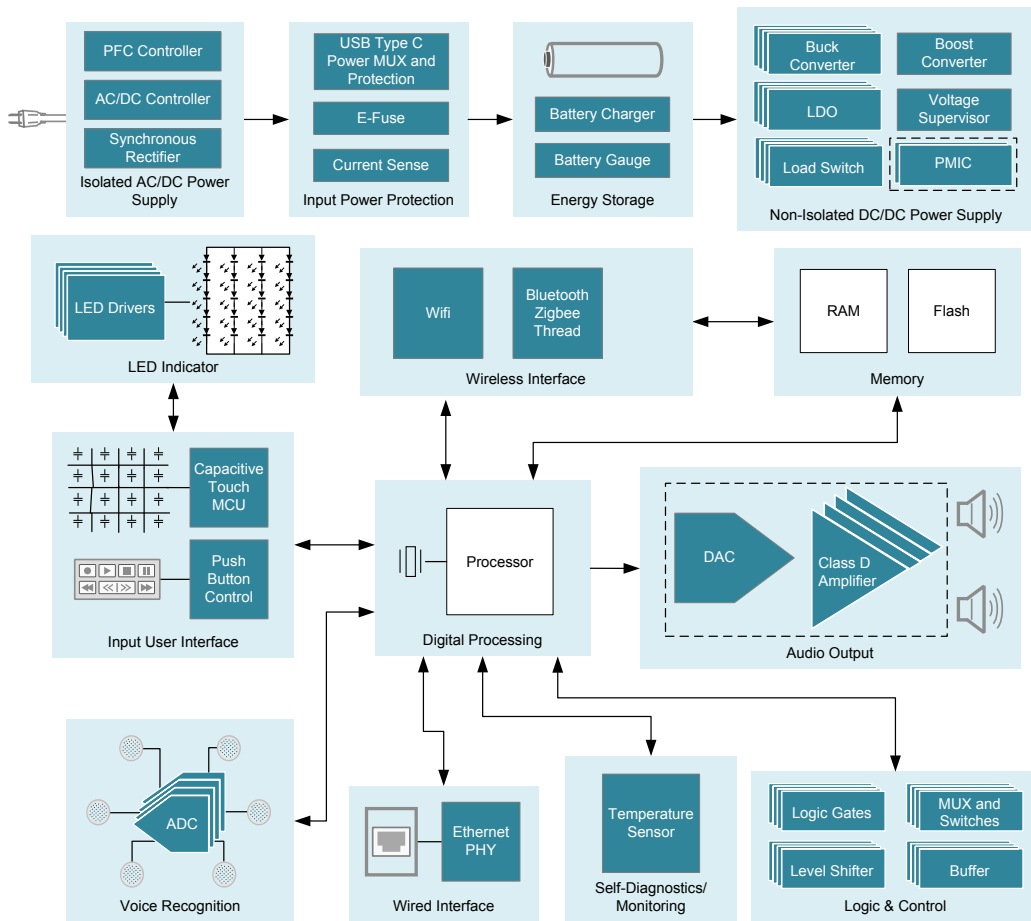 PFC Controller
AC/DC Controller
Synchronous
Rectifier
Isolated AC/DC Power
Supply
USB Type C
Power MUX and
Protection
E-Fuse
Current Sense
Input Power Protection
Battery Charger
Battery Gauge
Energy Storage
Buck
Converter
Boost
Converter
LDO
Voltage
Supervisor
Load Switch
PMIC
Non-Isolated DC/DC Power Supply
LED Drivers
LED Indicator
Wifi
Bluetooth
Zigbee
Thread
Wireless Interface
RAM
Flash
Memory
Capacitive
Touch
MCU
Push
Button
Control
Input User Interface
Processor
Digital Processing
DAC
Class D
Amplifier
Audio Output
ADC
Voice Recognition
Ethernet
PHY
Wired Interface
Temperature
Sensor
Self-Diagnostics/
Monitoring
Logic Gates
MUX and
Switches
Level Shifter
Buffer
Logic & Control